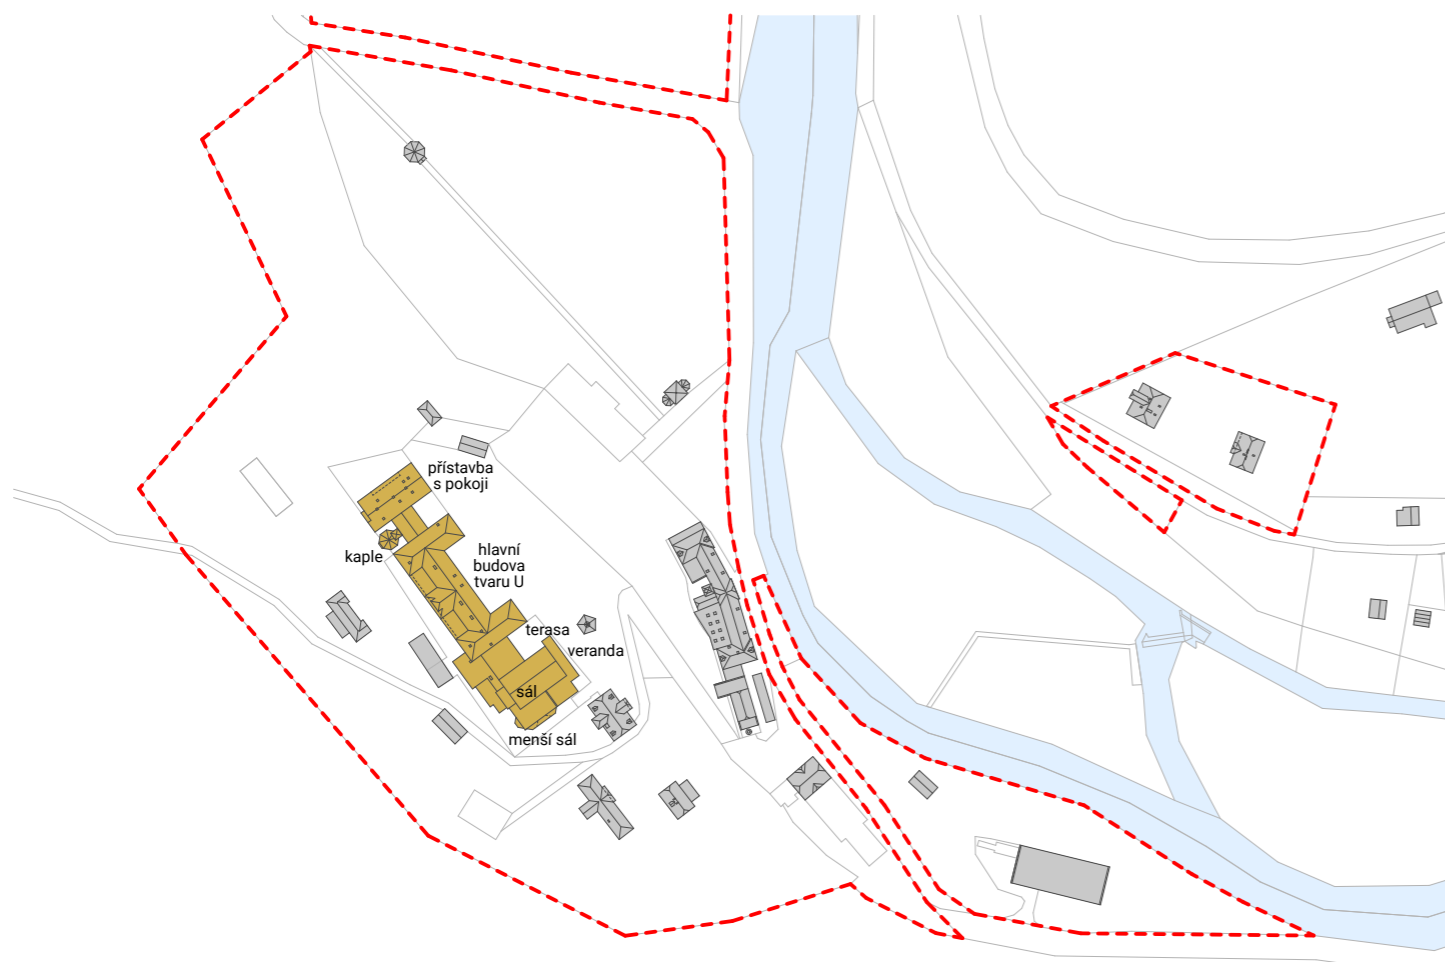 přístavba
s pokoji
kaple
hlavní
budova
tvaru U
terasa
veranda
sál
menší sál